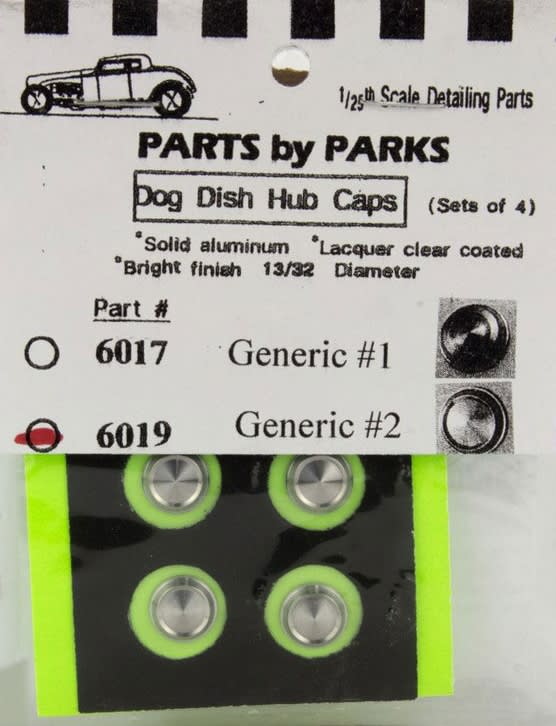 1/25th Scale Detailing Parts
PARTS by PARKS
Dog Dish Hub Caps (Sets of 4)
*Solid aluminum *Lacquer clear coated
*Bright finish 13/32 Diameter
Part #
6017 Generic #1
6019 Generic #2